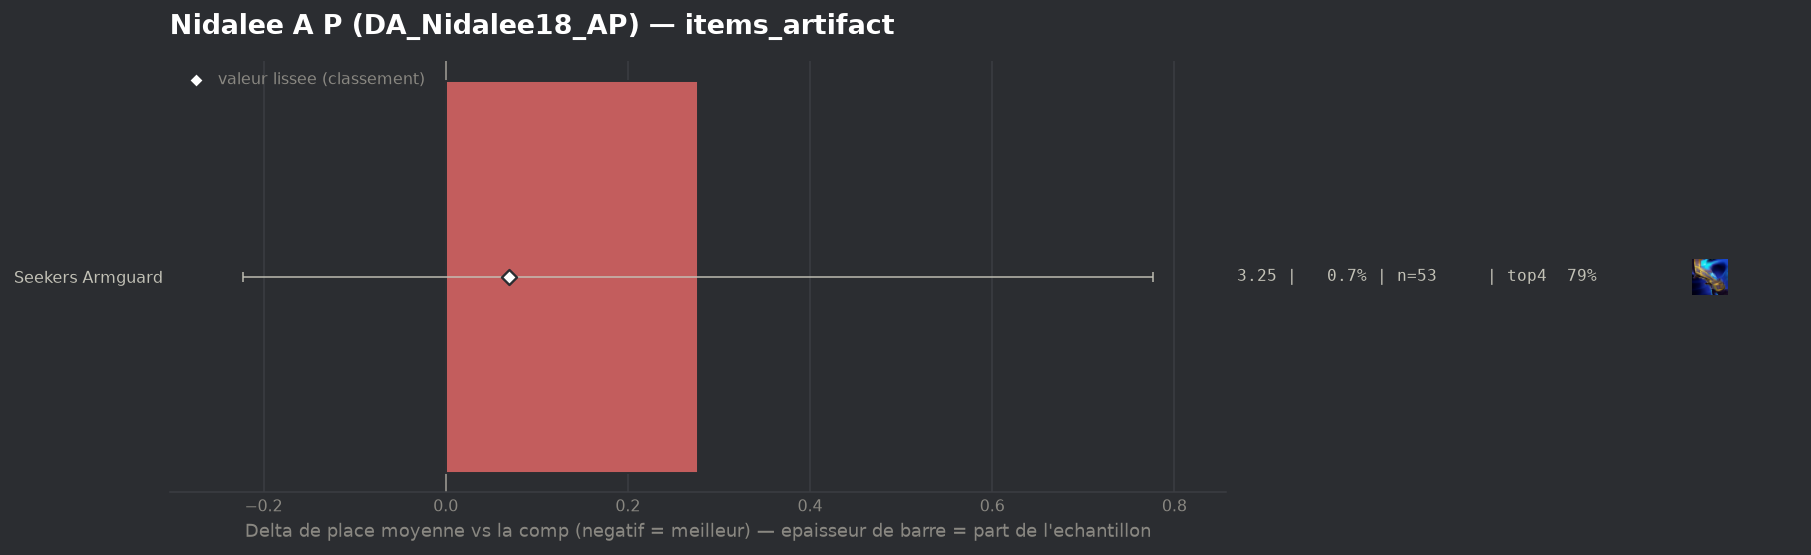 Nidalee A P (DA_Nidalee18_AP) — items_artifact
valeur lissee (classement)
Seekers Armguard
3.25 | 0.7% | n=53 | top4 79%
−0.2 0.0 0.2 0.4 0.6 0.8
Delta de place moyenne vs la comp (negatif = meilleur) — epaisseur de barre = part de l'echantillon